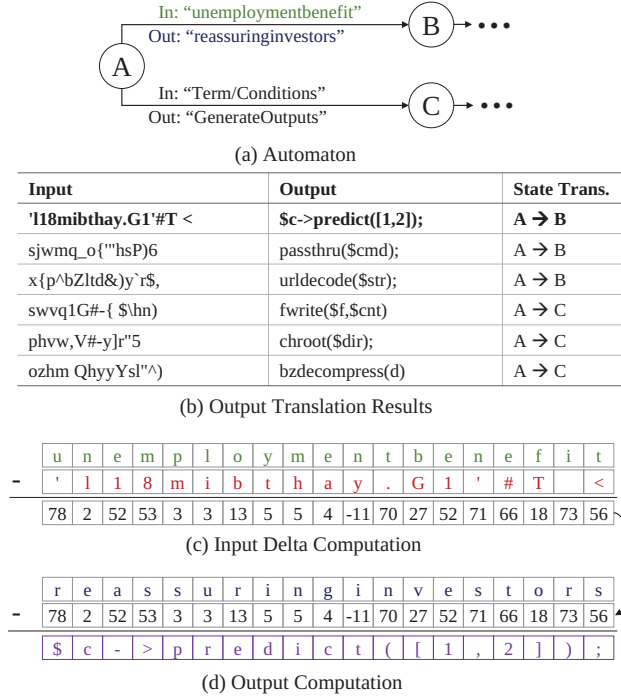 In: “unemploymentbenefit”
Out: “reassuringinvestors”
B
A
In: “Term/Conditions”
Out: “GenerateOutputs”
C
(a) Automaton
Input Output State Trans.
'l18mibthay.G1'#T < $c->predict([1,2]); A → B
sjwmq_o{'"hsP)6 passthru($cmd); A → B
x{p^bZltd&)y`r$, urldecode($str); A → B
swvq1G#-{ $\hn) fwrite($f,$cnt) A → C
phvw,V#-y]r"5 chroot($dir); A → C
ozhm QhyyYsl"^) bzdecompress(d) A → C
(b) Output Translation Results
u n e m p l o y m e n t b e n e f i t
- ' l 1 8 m i b t h a y . G 1 ' # T <
78 2 52 53 3 3 13 5 5 4 -11 70 27 52 71 66 18 73 56
(c) Input Delta Computation
r e a s s u r i n g i n v e s t o r s
- 78 2 52 53 3 3 13 5 5 4 -11 70 27 52 71 66 18 73 56
$ c - > p r e d i c t ( [ 1 , 2 ] ) ;
(d) Output Computation